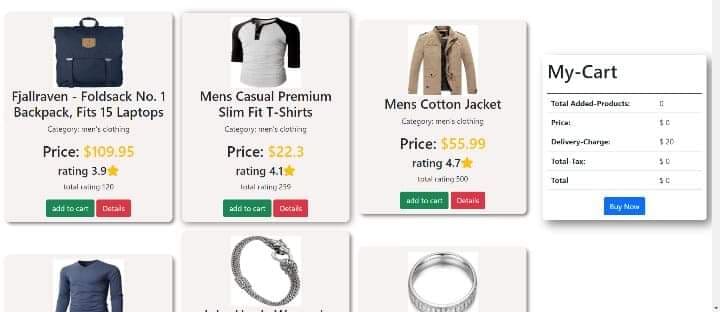 Fjallraven - Foldsack No. 1
Backpack, Fits 15 Laptops
Category: men's clothing
Price: $109.95
rating 3.9
total rating 120
add to cart Details
Mens Casual Premium
Slim Fit T-Shirts
Category: men's clothing
Price: $22.3
rating 4.1
total rating 259
add to cart Details
Mens Cotton Jacket
Category: men's clothing
Price: $55.99
rating 4.7
total rating 500
add to cart Details
My-Cart
Total Added-Products: 0
Price: $ 0
Delivery-Charge: $ 20
Total-Tax: $ 0
Total $ 0
Buy Now